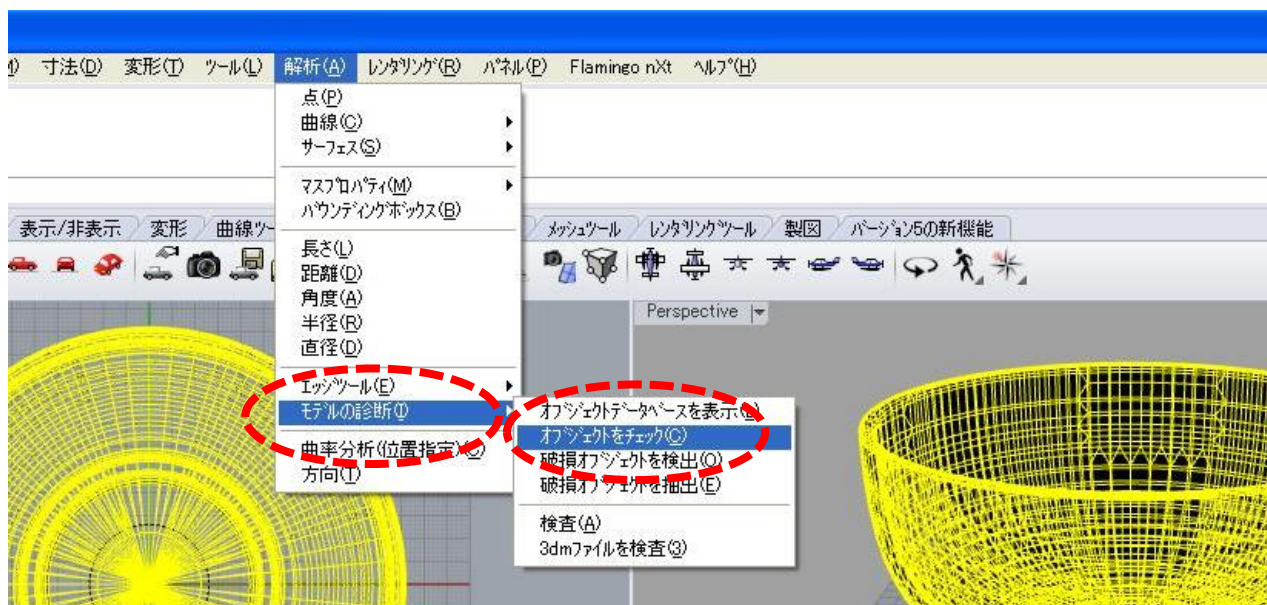 寸法(D) 変形(T) ツール(L) 解析(A) レンダリング(R) パネル(P) Flamingo nXt ヘルプ(H)
点(P)
曲線(C)
サーフェス(S)
マスプロパティ(M)
バウンディングボックス(B)
表示/非表示 変形 曲線ツー メッシュツール レンダリングツール 製図 バージョン5の新機能
長さ(L)
距離(D)
角度(A)
半径(R)
直径(D)
Perspective
エッジツール(E)
モデルの診断(I)
曲率分析(位置指定)(C)
方向(T)
オブジェクトデータベースを表示(L)
オブジェクトをチェック(C)
破損オブジェクトを検出(O)
破損オブジェクトを抽出(E)
検査(A)
3dmファイルを検査(3)